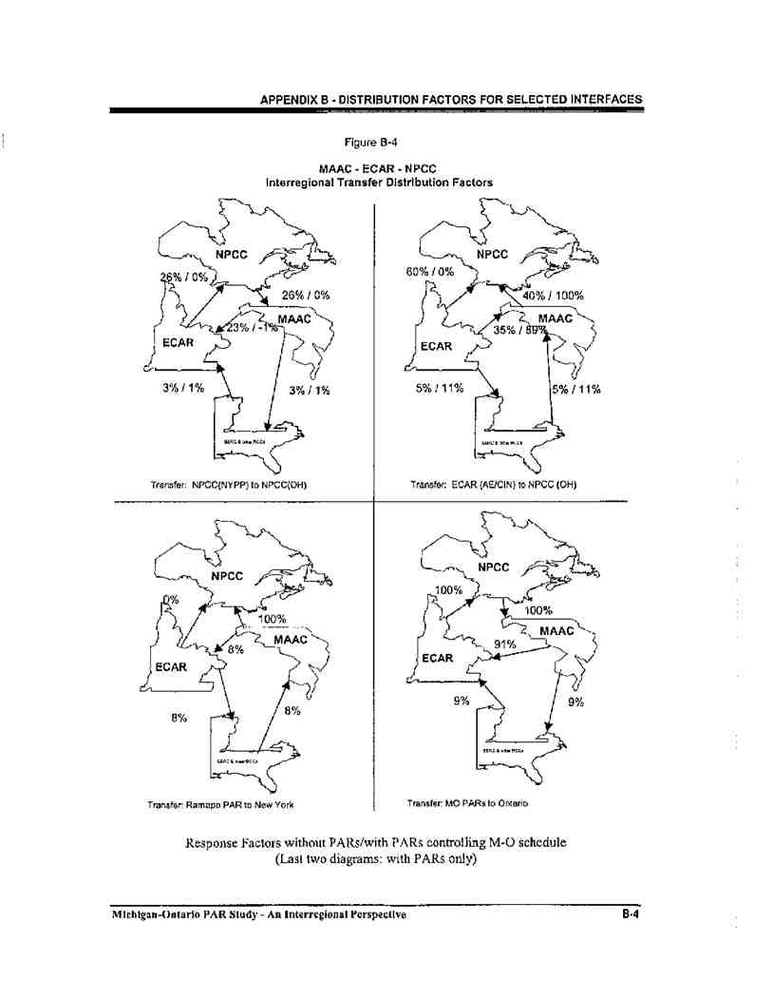 APPENDIX B - DISTRIBUTION FACTORS FOR SELECTED INTERFACES
Figure B-4
MAAC - ECAR - NPCC
Interregional Transfer Distribution Factors
NPCC
26% / 0%
26% / 0%
MAAC
23% / -1%
ECAR
3% / 1%
3% / 1%
Transfer: NPCC(NYPP) to NPCC(OH)
NPCC
60% / 0%
40% / 100%
MAAC
35% / 89%
ECAR
5% / 11%
5% / 11%
Transfer: ECAR (AE/CIN) to NPCC (OH)
NPCC
0%
100%
MAAC
8%
ECAR
8%
8%
Transfer: Ramapo PAR to New York
NPCC
100%
100%
MAAC
91%
ECAR
9%
9%
Transfer: MO PARs to Ontario
Response Factors without PARs/with PARs controlling M-O schedule
(Last two diagrams: with PARs only)
Michigan-Ontario PAR Study - An Interregional Perspective B-4